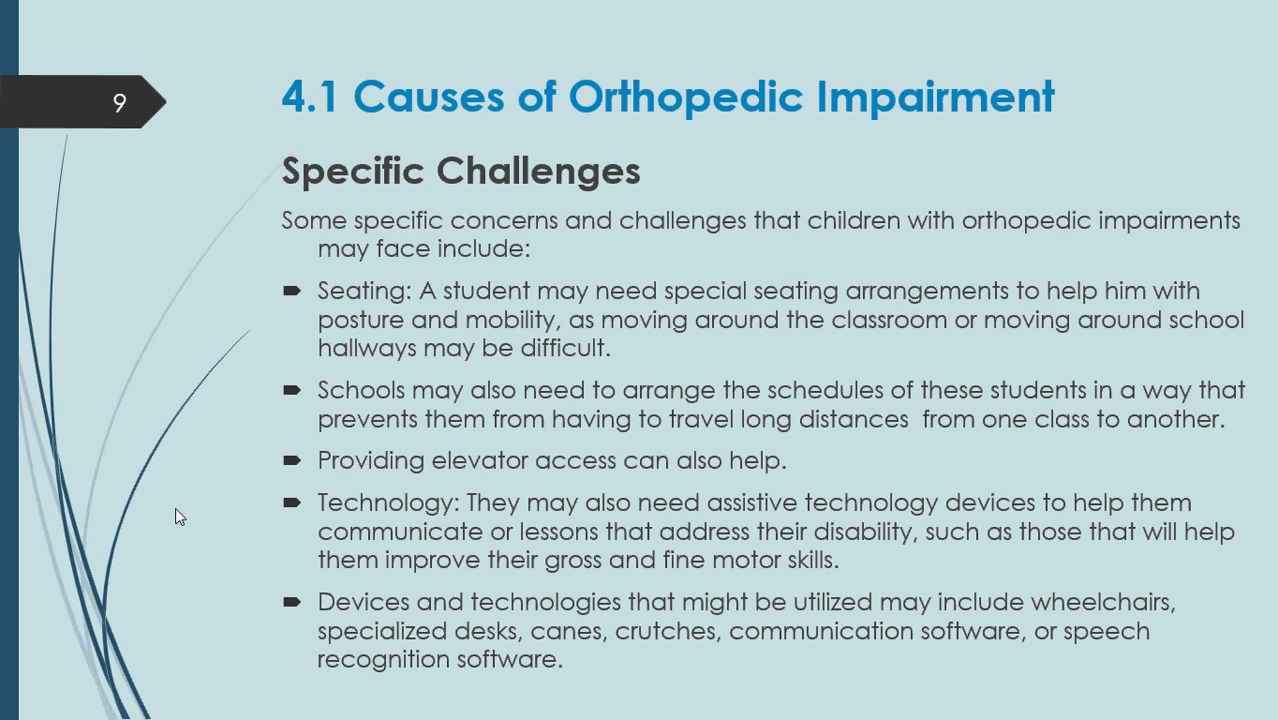 9
4.1 Causes of Orthopedic Impairment
Specific Challenges
Some specific concerns and challenges that children with orthopedic impairments
may face include:
Seating: A student may need special seating arrangements to help him with
posture and mobility, as moving around the classroom or moving around school
hallways may be difficult.
Schools may also need to arrange the schedules of these students in a way that
prevents them from having to travel long distances  from one class to another.
Providing elevator access can also help.
Technology: They may also need assistive technology devices to help them
communicate or lessons that address their disability, such as those that will help
them improve their gross and fine motor skills.
Devices and technologies that might be utilized may include wheelchairs,
specialized desks, canes, crutches, communication software, or speech
recognition software.